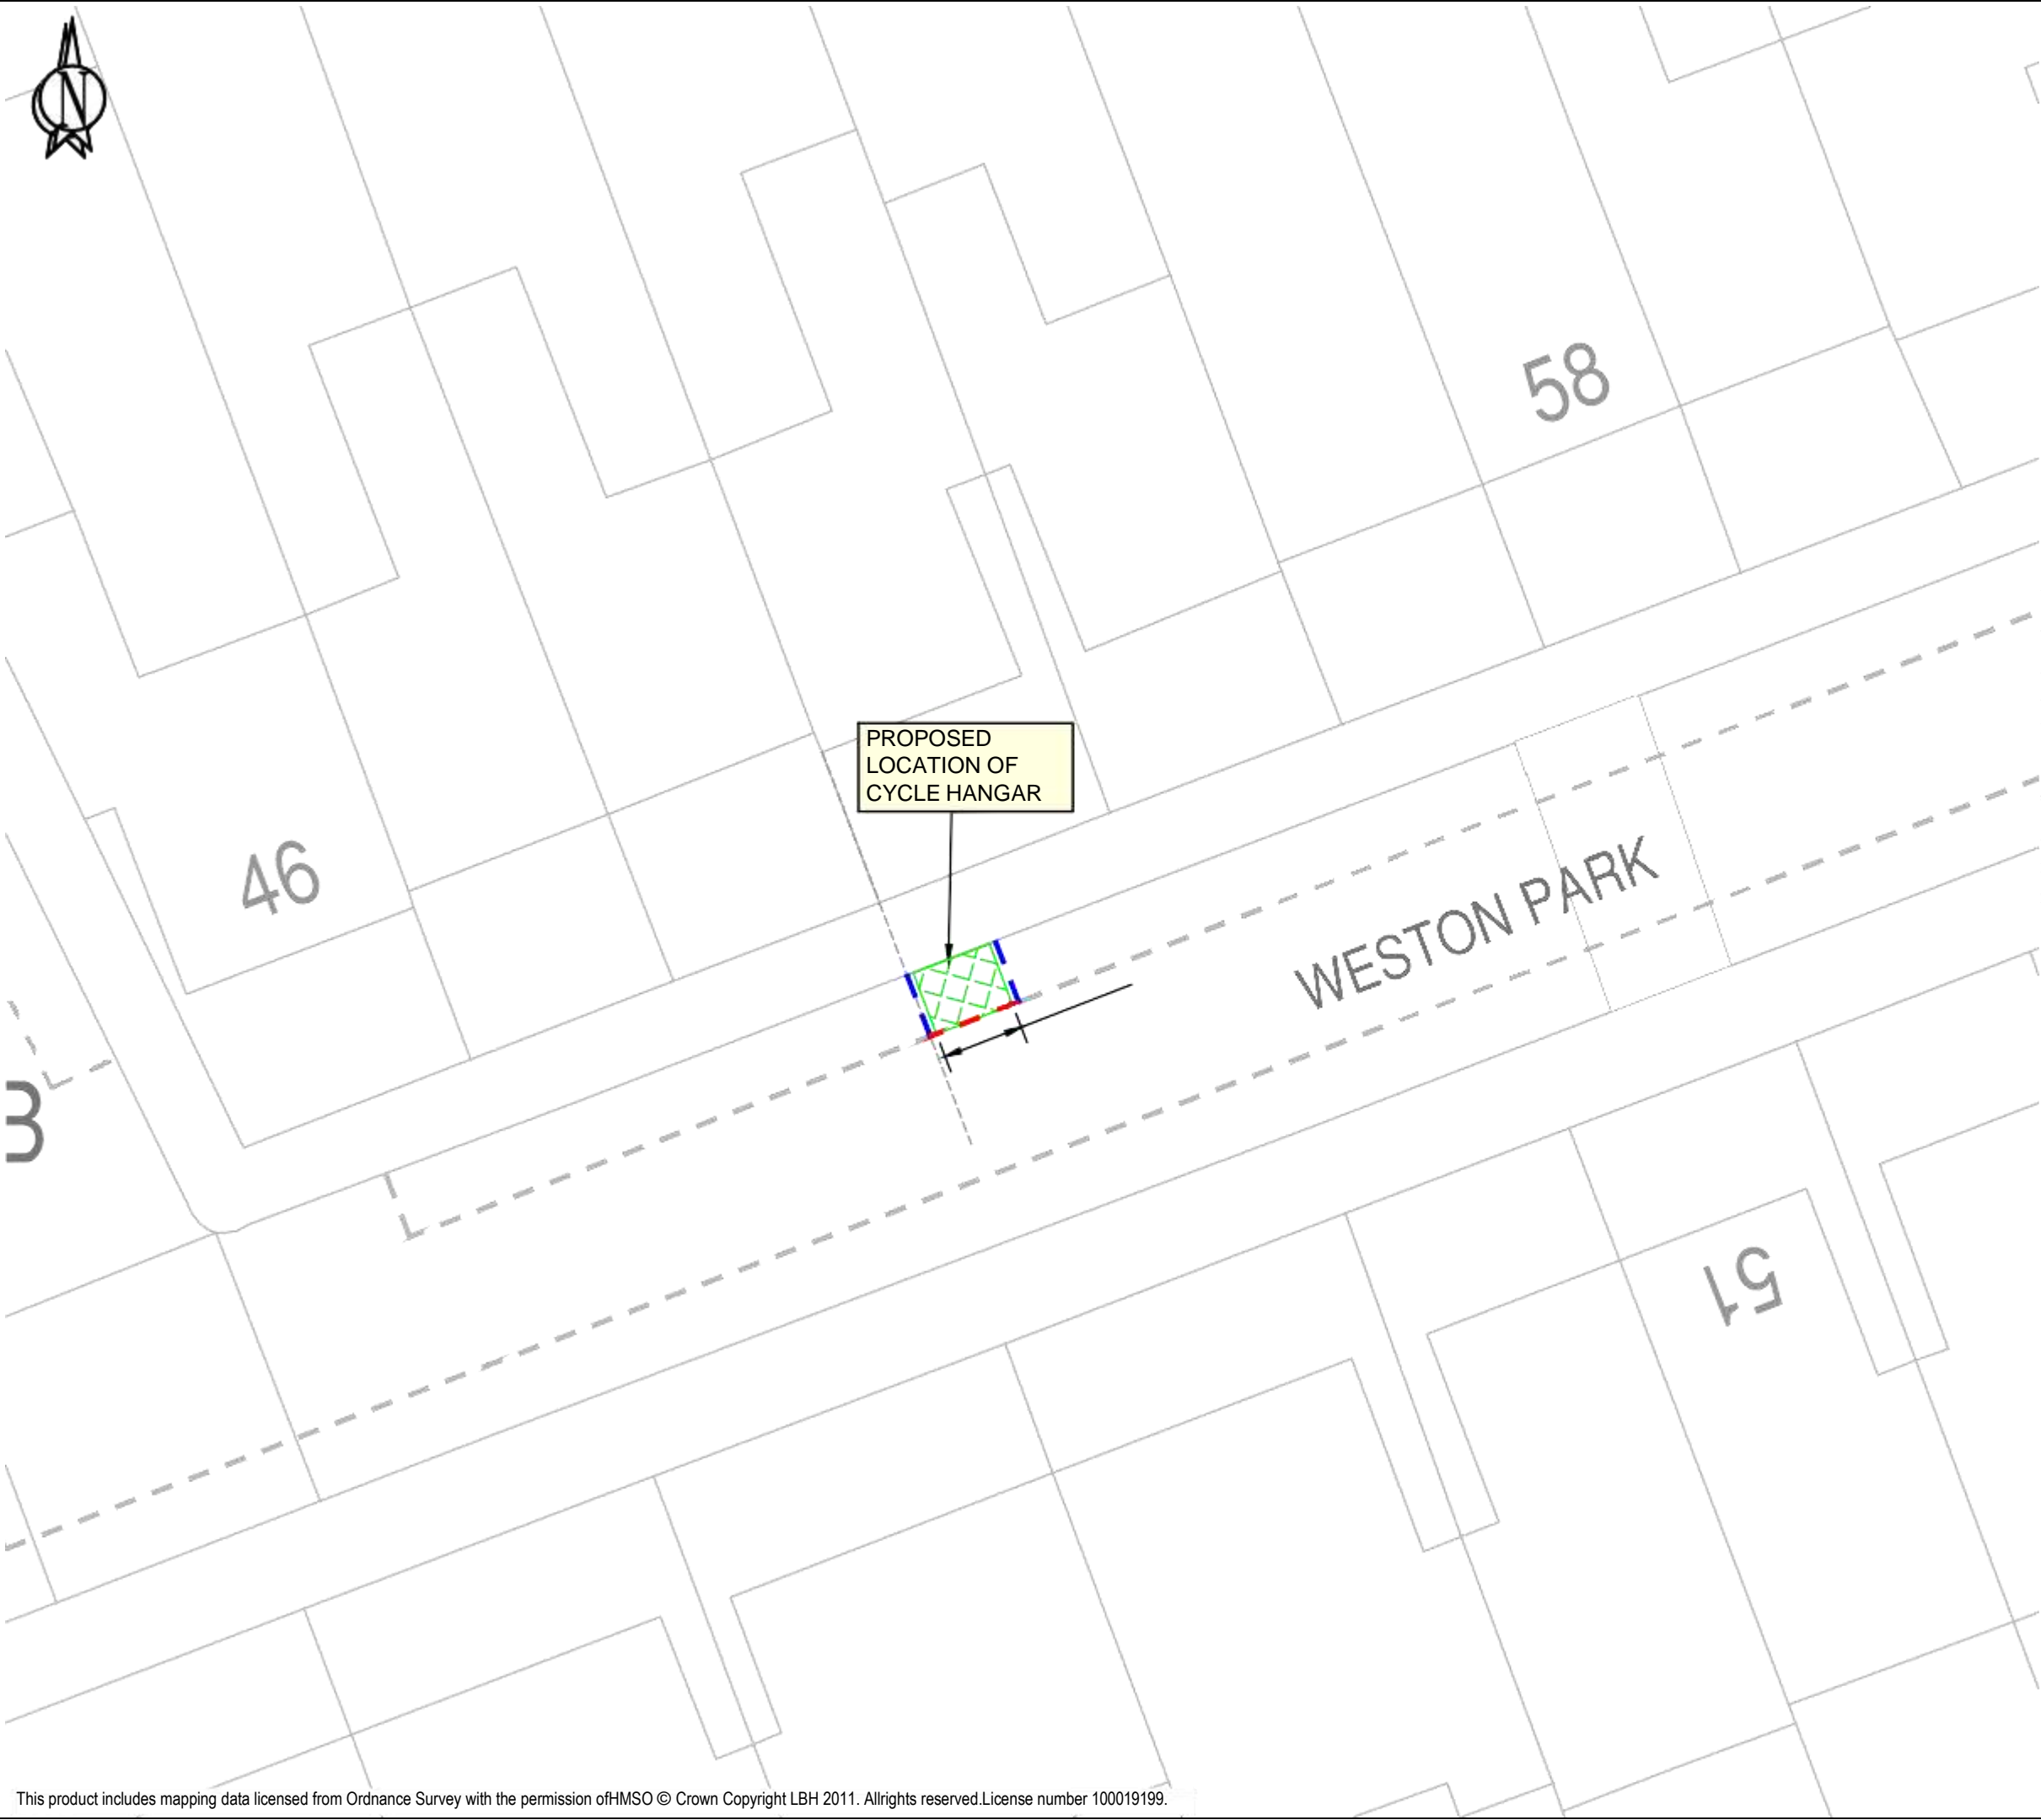 N
58
PROPOSED
LOCATION OF
CYCLE HANGAR
46
WESTON PARK
3
51
This product includes mapping data licensed from Ordnance Survey with the permission ofHMSO © Crown Copyright LBH 2011. Allrights reserved.License number 100019199.